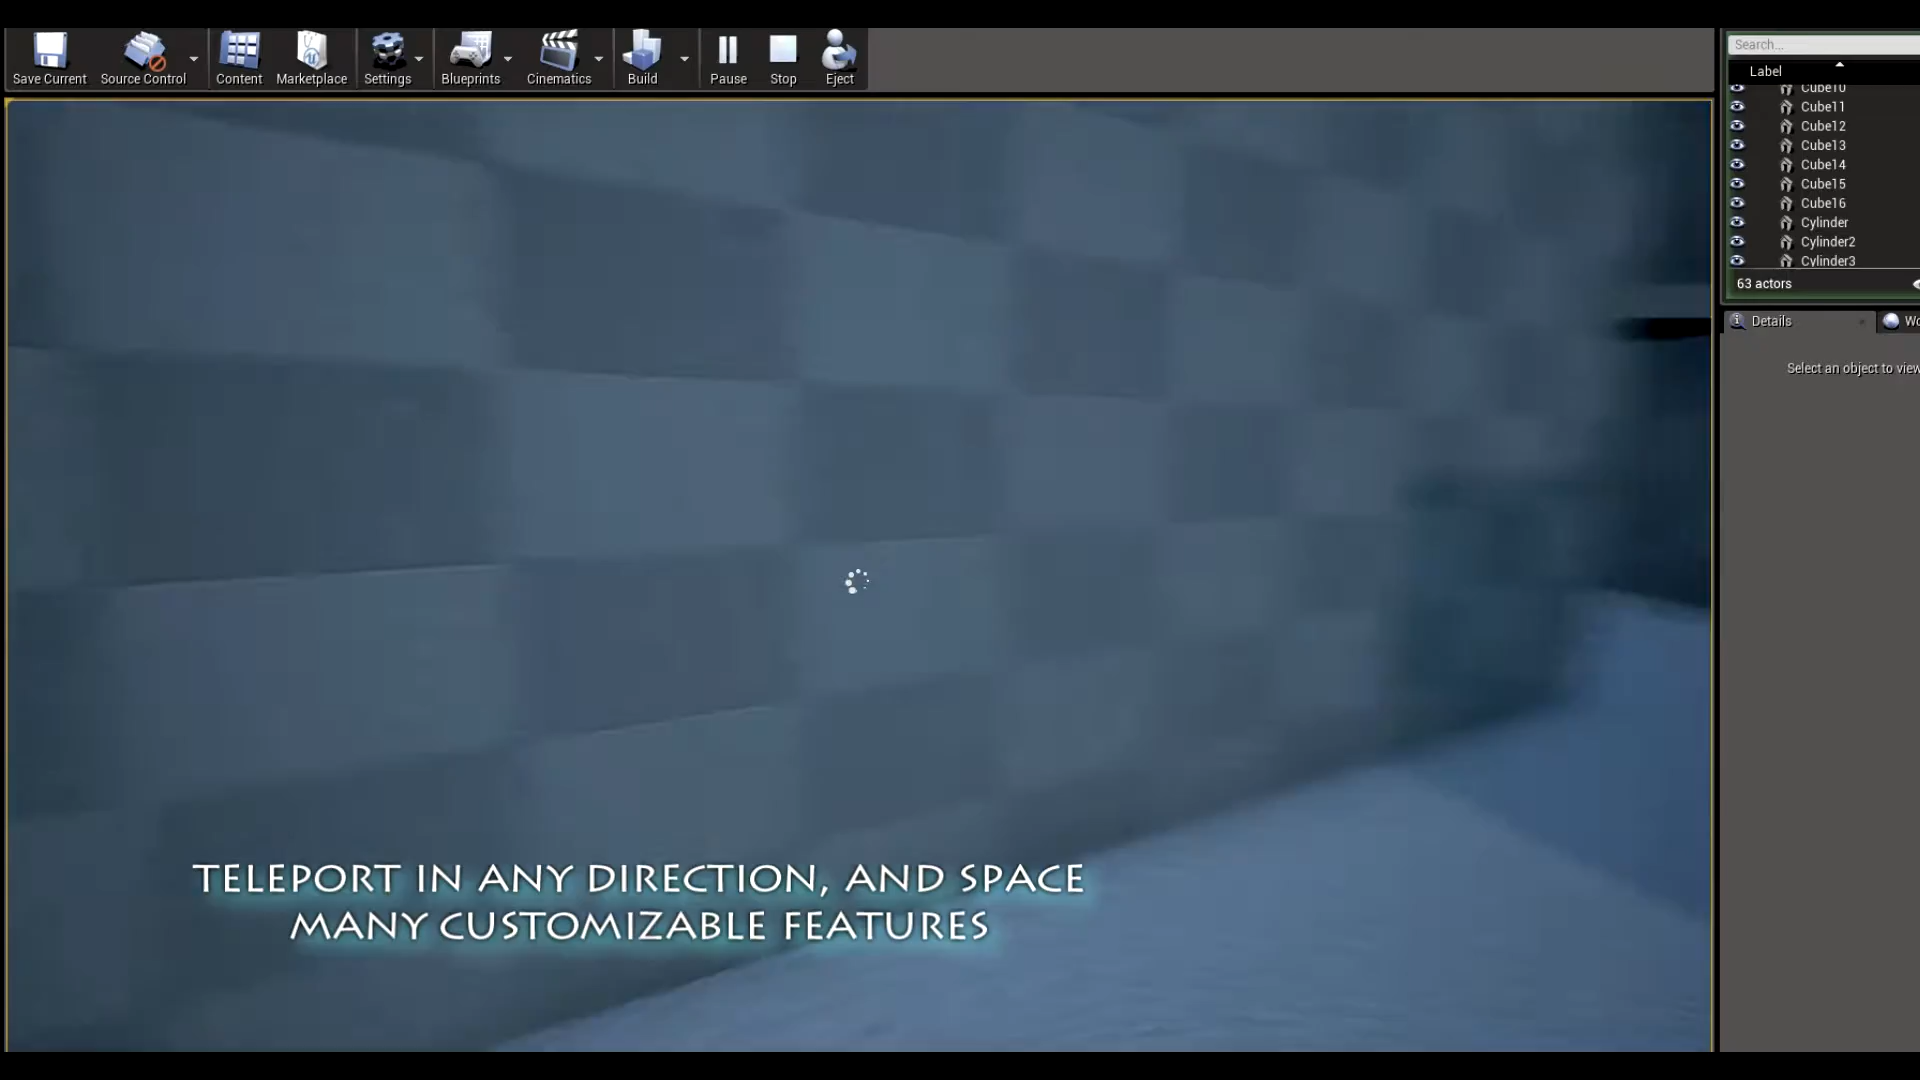 Save Current
Source Control
Content
Marketplace
Settings
Blueprints
Cinematics
Build
Pause
Stop
Eject
Search...
Label
Cube10
Cube11
Cube12
Cube13
Cube14
Cube15
Cube16
Cylinder
Cylinder2
Cylinder3
63 actors
Details
Select an object to view
TELEPORT IN ANY DIRECTION, AND SPACE
MANY CUSTOMIZABLE FEATURES